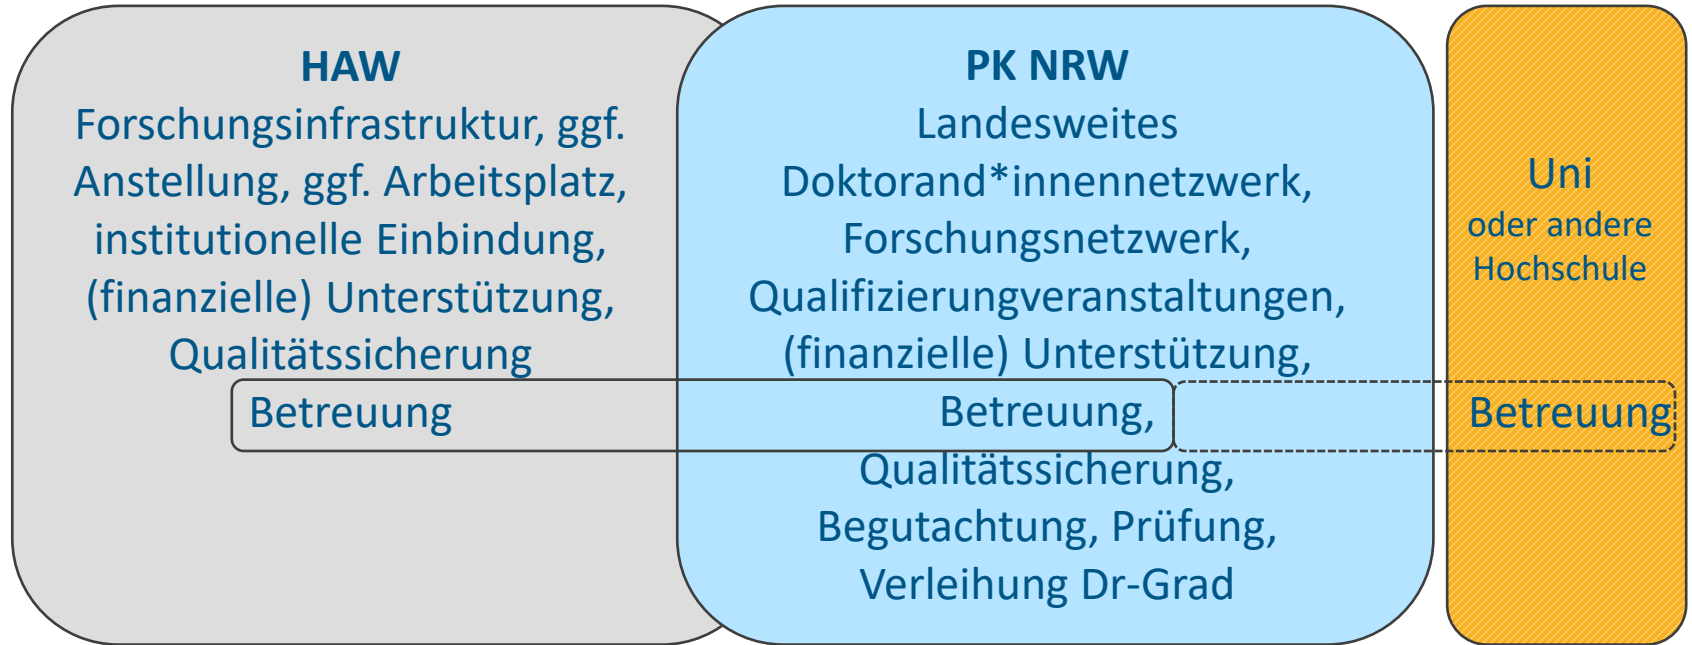 HAW
Forschungsinfrastruktur, ggf.
Anstellung, ggf. Arbeitsplatz,
institutionelle Einbindung,
(finanzielle) Unterstützung,
Qualitätssicherung
Betreuung
PK NRW
Landesweites
Doktorand*innennetzwerk,
Forschungsnetzwerk,
Qualifizierungveranstaltungen,
(finanzielle) Unterstützung,
Betreuung,
Qualitätssicherung,
Begutachtung, Prüfung,
Verleihung Dr-Grad
Uni
oder andere
Hochschule
Betreuung